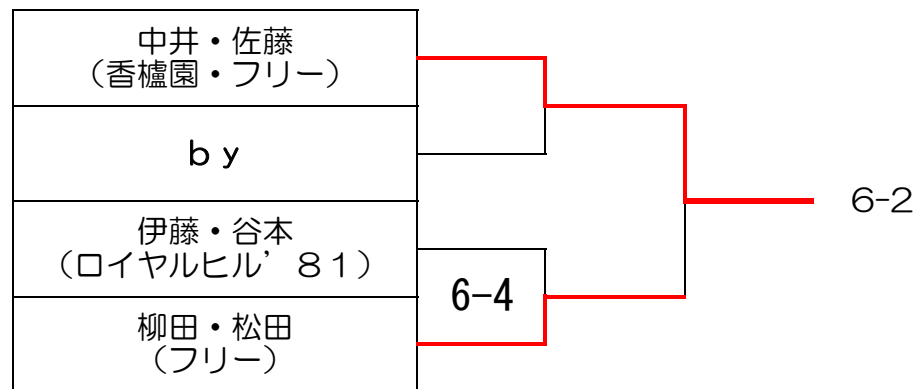 中井・佐藤
（香櫨園・フリー）
ｂｙ
伊藤・谷本
（ロイヤルヒル’８１）
6-4
柳田・松田
（フリー）
6-2